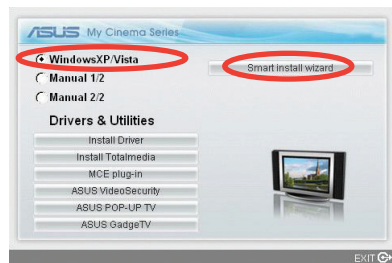 ASUS My Cinema Series
WindowsXP/Vista
Manual 1/2
Manual 2/2
Smart install wizard
Drivers & Utilities
Install Driver
Install Totalmedia
MCE plug-in
ASUS VideoSecurity
ASUS POP-UP TV
ASUS GadgeTV
EXIT